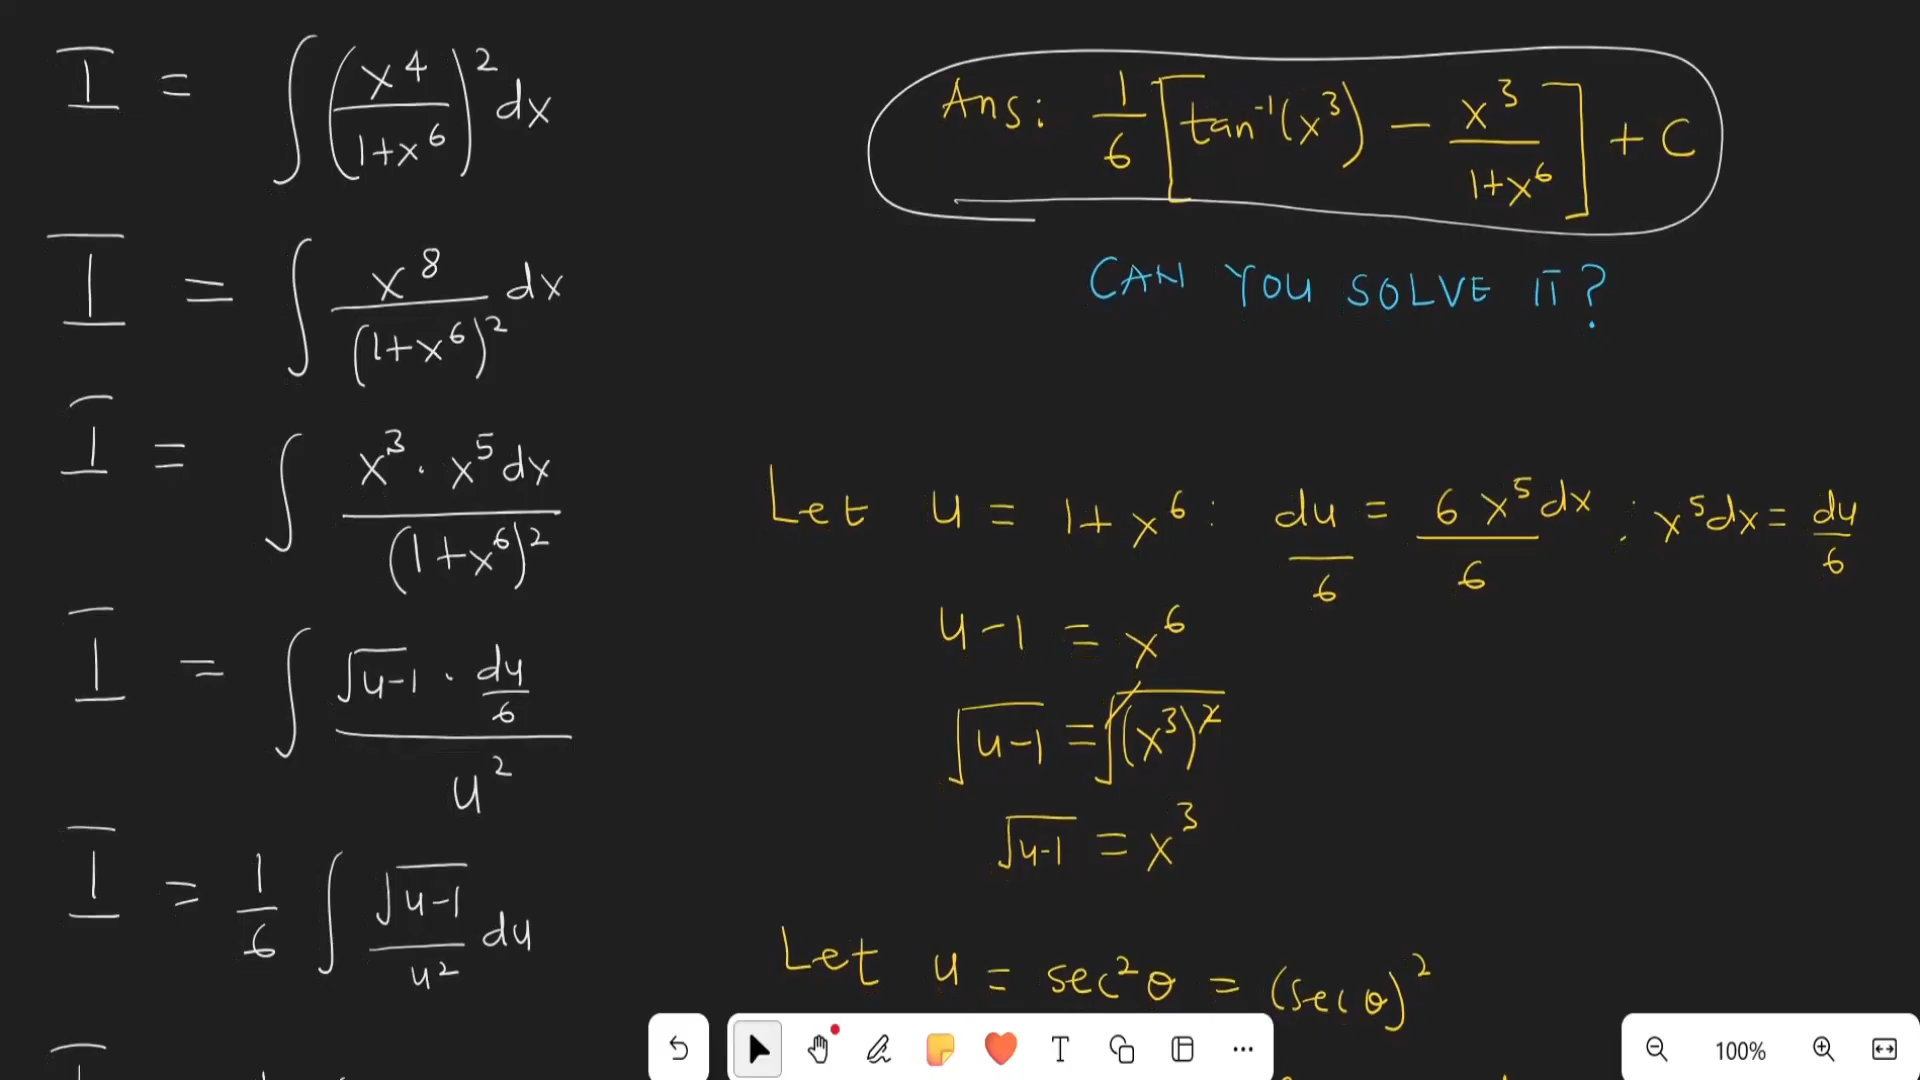 I = ∫ (x⁴/(1+x⁶))² dx
Ans: 1/6 [tan⁻¹(x³) − x³/(1+x⁶)] + C
CAN YOU SOLVE IT?
I = ∫ x⁸/(1+x⁶)² dx
I = ∫ x³ · x⁵dx/(1+x⁶)²
Let u = 1+x⁶ : du/6 = 6x⁵dx/6 : x⁵dx = du/6
u−1 = x⁶
√(u−1) = √((x³)²)
√(u−1) = x³
I = ∫ (√(u−1) · du/6)/u²
I = 1/6 ∫ √(u−1)/u² du
Let u = sec²θ = (sec θ)²
I
T
100%